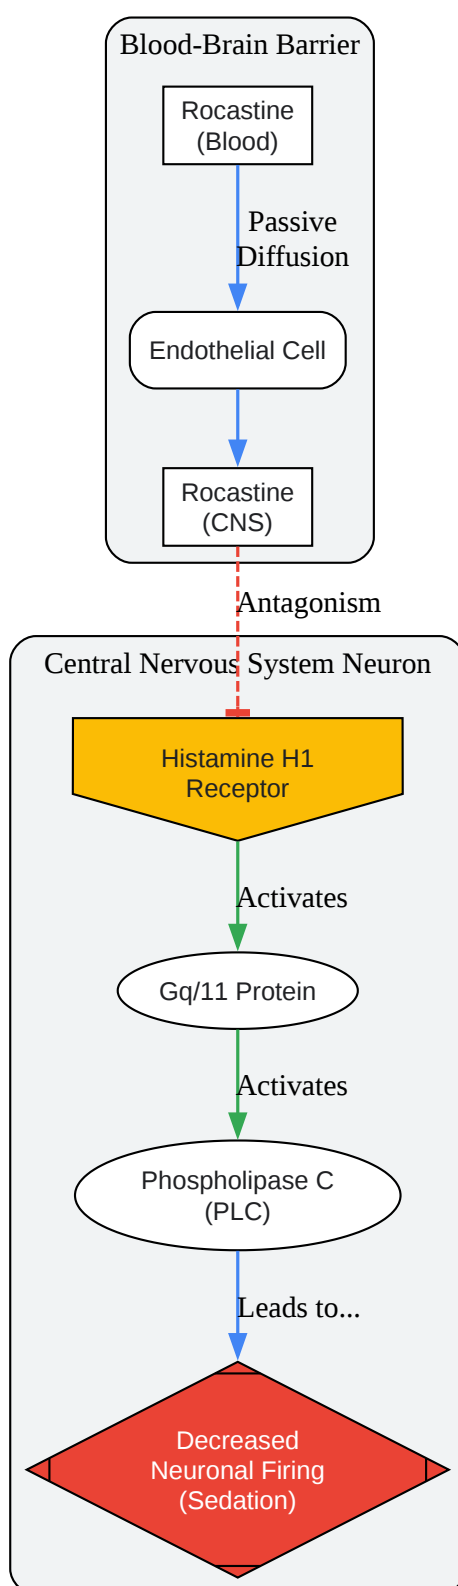 Blood-Brain Barrier
Rocastine
(Blood)
Passive
Diffusion
Endothelial Cell
Rocastine
(CNS)
Antagonism
Central Nervous System Neuron
Histamine H1
Receptor
Activates
Gq/11 Protein
Activates
Phospholipase C
(PLC)
Leads to...
Decreased
Neuronal Firing
(Sedation)